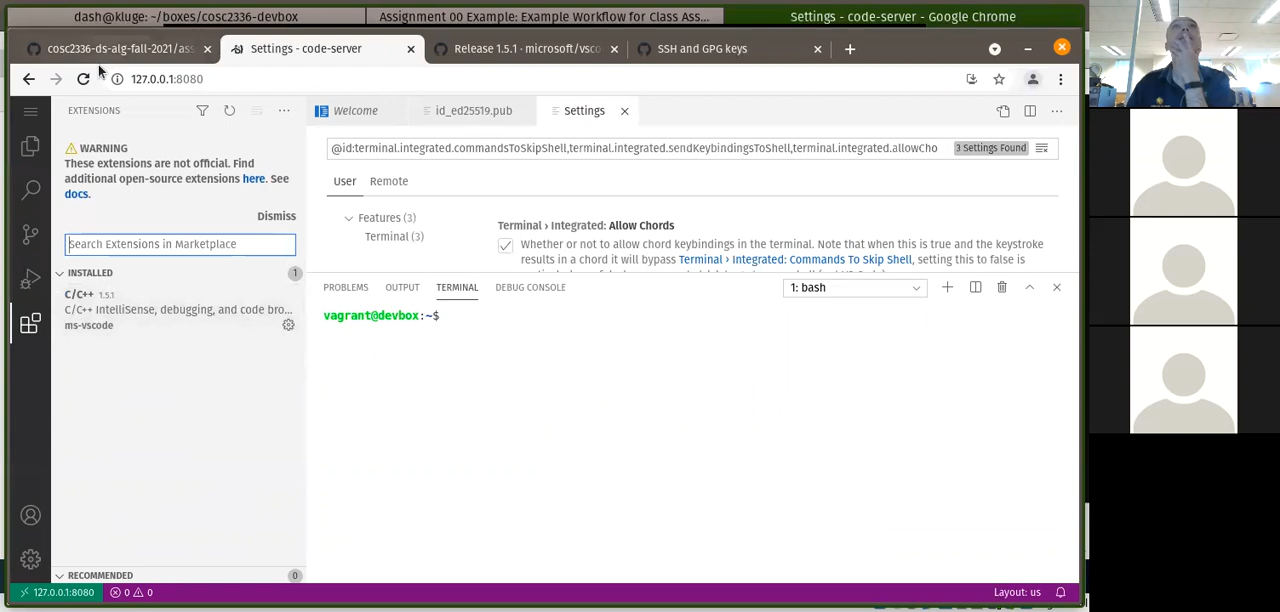 dash@kluge: ~/boxes/cosc2336-devbox
Assignment 00 Example: Example Workflow for Class Ass...
Settings - code-server - Google Chrome
cosc2336-ds-alg-fall-2021/ass
Settings - code-server
Release 1.5.1 · microsoft/vsco
SSH and GPG keys
127.0.0.1:8080
EXTENSIONS
Welcome
id_ed25519.pub
Settings
WARNING
These extensions are not official. Find
additional open-source extensions here. See
docs.
Dismiss
Search Extensions in Marketplace
INSTALLED
1
C/C++ 1.5.1
C/C++ IntelliSense, debugging, and code bro...
ms-vscode
RECOMMENDED
0
@id:terminal.integrated.commandsToSkipShell,terminal.integrated.sendKeybindingsToShell,terminal.integrated.allowCho
3 Settings Found
User
Remote
Features (3)
Terminal (3)
Terminal › Integrated: Allow Chords
Whether or not to allow chord keybindings in the terminal. Note that when this is true and the keystroke
results in a chord it will bypass Terminal › Integrated: Commands To Skip Shell, setting this to false is
PROBLEMS
OUTPUT
TERMINAL
DEBUG CONSOLE
1: bash
vagrant@devbox:~$
127.0.0.1:8080
0
0
Layout: us